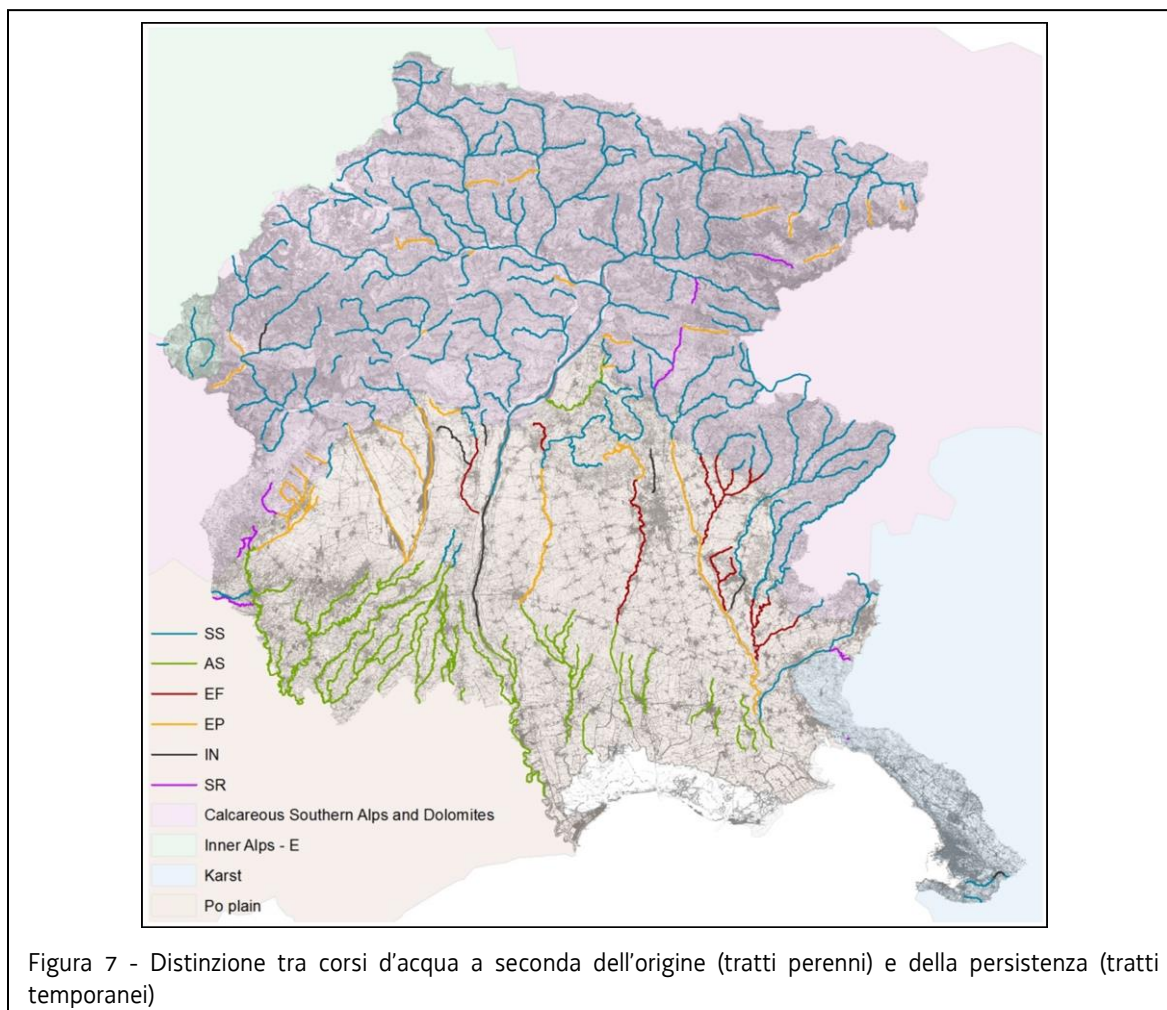 SS
AS
EF
EP
IN
SR
Calcareous Southern Alps and Dolomites
Inner Alps - E
Karst
Po plain
Figura 7 - Distinzione tra corsi d'acqua a seconda dell'origine (tratti perenni) e della persistenza (tratti
temporanei)